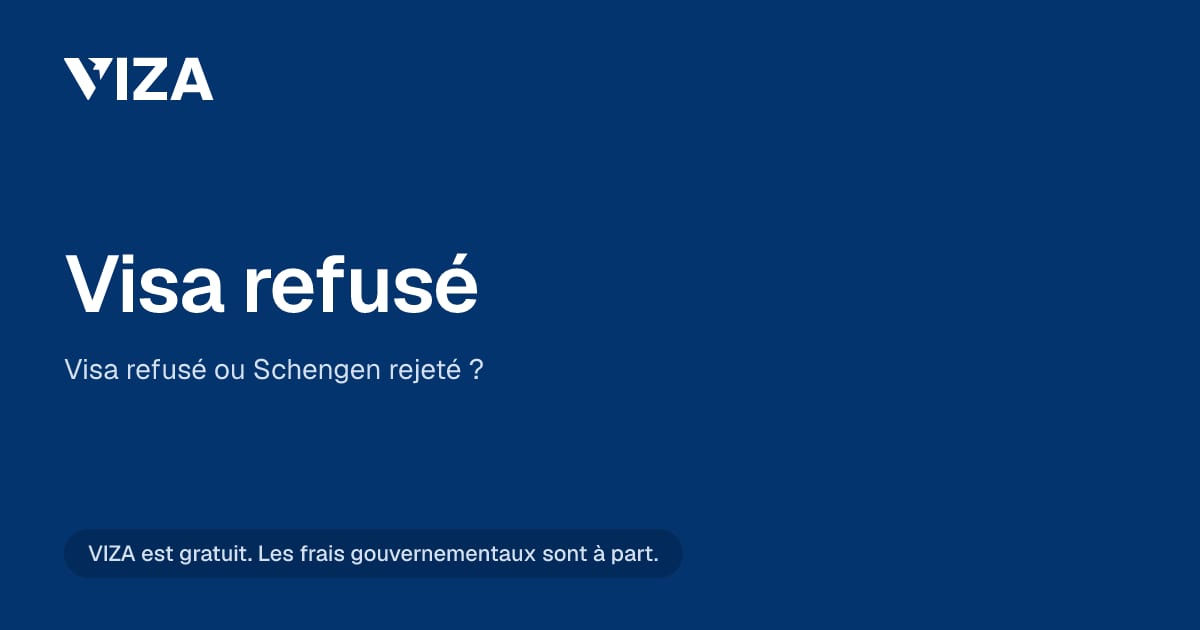 VIZA
Visa refusé
Visa refusé ou Schengen rejeté ?
VIZA est gratuit. Les frais gouvernementaux sont à part.